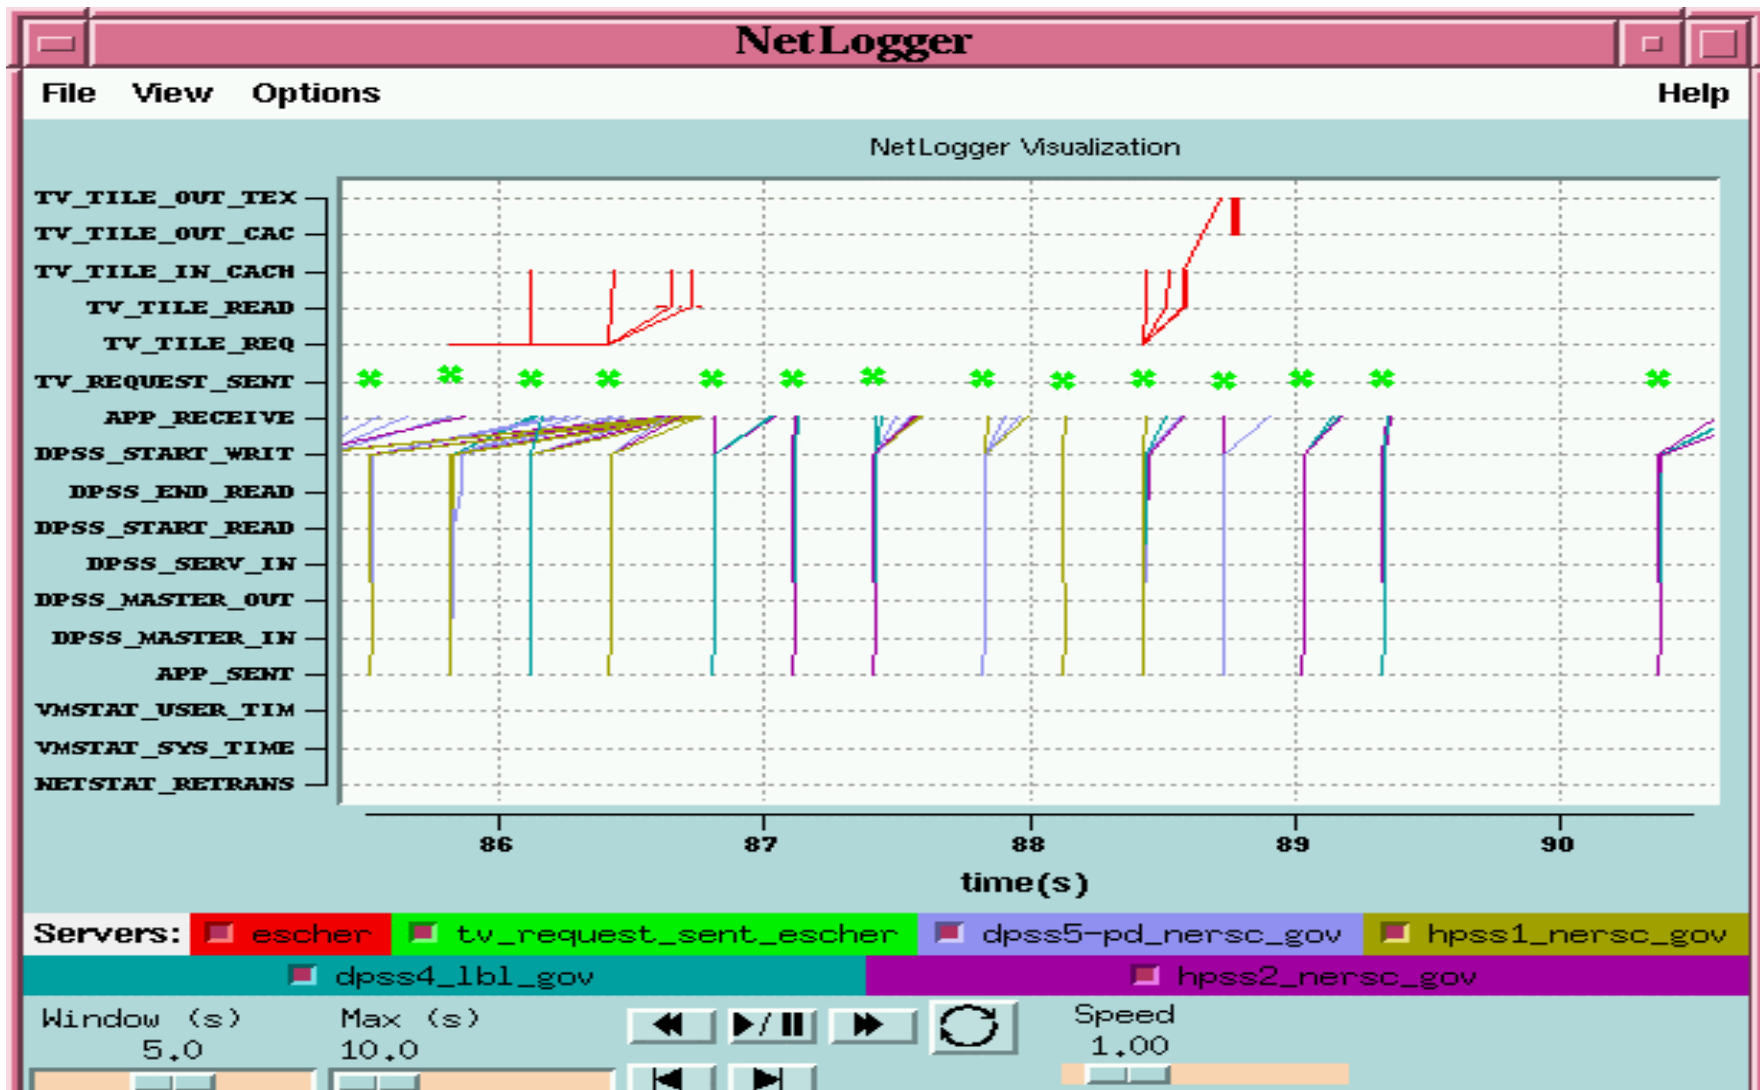 NetLogger
File View Options Help
NetLogger Visualization
TV_TILE_OUT_TEX
TV_TILE_OUT_CAC
TV_TILE_IN_CACH
TV_TILE_READ
TV_TILE_REQ
TV_REQUEST_SENT
APP_RECEIVE
DPSS_START_WRIT
DPSS_END_READ
DPSS_START_READ
DPSS_SERV_IN
DPSS_MASTER_OUT
DPSS_MASTER_IN
APP_SENT
VMSTAT_USER_TIM
VMSTAT_SYS_TIME
NETSTAT_RETRANS
86 87 88 89 90
time(s)
Servers: escher tv_request_sent_escher dpss5-pd_nersc_gov hpss1_nersc_gov
dpss4_lbl_gov hpss2_nersc_gov
Window (s) Max (s) Speed
5.0 10.0 1.00